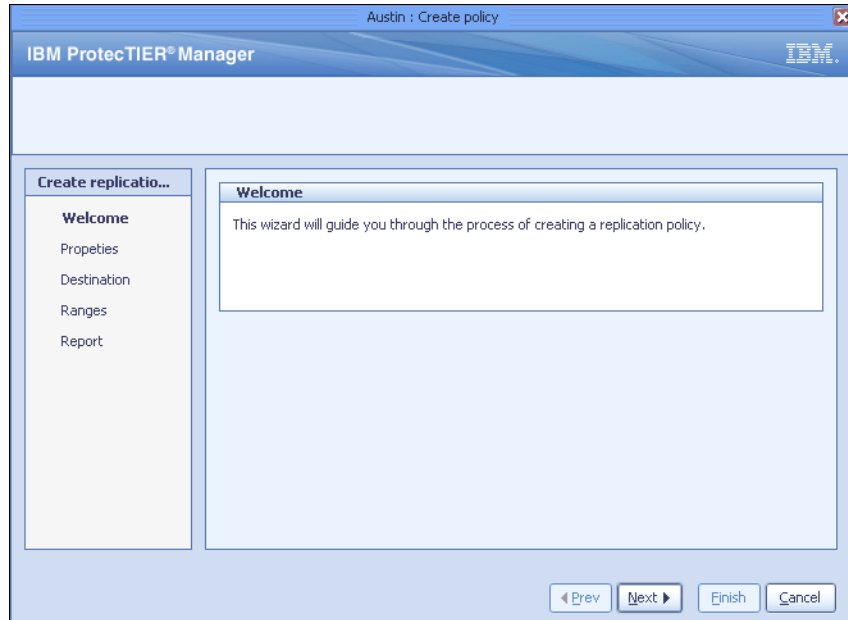 Austin : Create policy
IBM ProtecTIER® Manager
IBM.
Create replicatio...
Welcome
Propeties
Destination
Ranges
Report
Welcome
This wizard will guide you through the process of creating a replication policy.
Prev
Next
Finish
Cancel